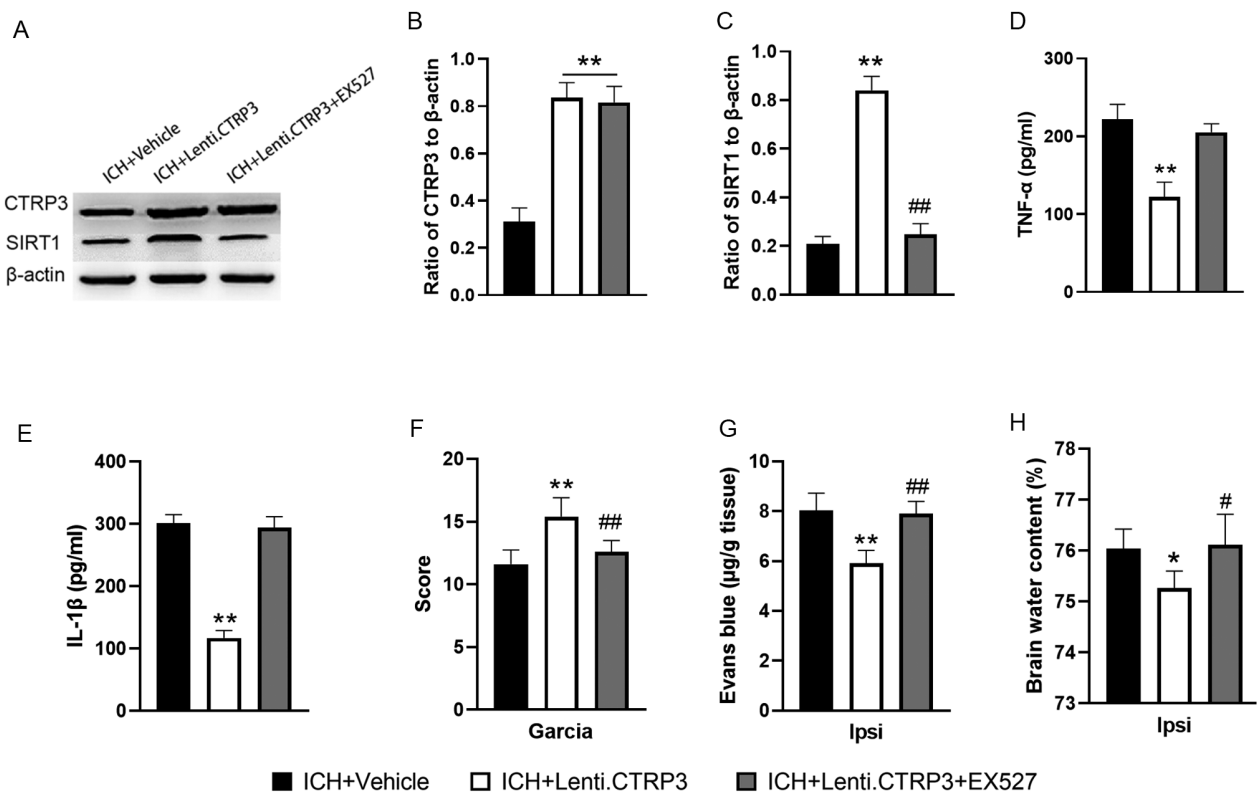 A
ICH+Vehicle
ICH+Lenti.CTRP3
ICH+Lenti.CTRP3+EX527
CTRP3
SIRT1
β-actin
B
Ratio of CTRP3 to β-actin
1.0
0.8
0.6
0.4
0.2
0.0
**
C
Ratio of SIRT1 to β-actin
1.0
0.8
0.6
0.4
0.2
0.0
**
##
D
TNF-α (pg/ml)
300
200
100
0
**
E
IL-1β (pg/ml)
400
300
200
100
0
**
F
Score
20
15
10
5
0
**
##
Garcia
G
Evans blue (μg/g tissue)
10
8
6
4
2
0
**
##
Ipsi
H
Brain water content (%)
78
77
76
75
74
73
*
#
Ipsi
ICH+Vehicle
ICH+Lenti.CTRP3
ICH+Lenti.CTRP3+EX527